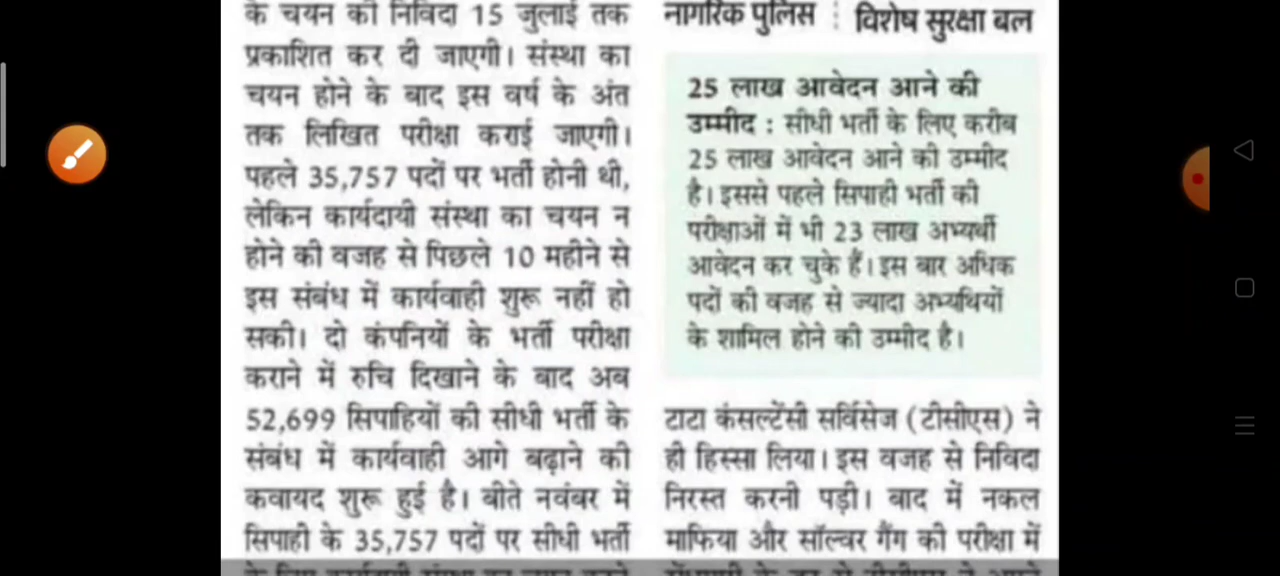 के चयन की निविदा 15 जुलाई तक
प्रकाशित कर दी जाएगी। संस्था का
चयन होने के बाद इस वर्ष के अंत
तक लिखित परीक्षा कराई जाएगी।
पहले 35,757 पदों पर भर्ती होनी थी,
लेकिन कार्यदायी संस्था का चयन न
होने की वजह से पिछले 10 महीने से
इस संबंध में कार्यवाही शुरू नहीं हो
सकी। दो कंपनियों के भर्ती परीक्षा
कराने में रुचि दिखाने के बाद अब
52,699 सिपाहियों की सीधी भर्ती के
संबंध में कार्यवाही आगे बढ़ाने की
कवायद शुरू हुई है। बीते नवंबर में
सिपाही के 35,757 पदों पर सीधी भर्ती
नागरिक पुलिस
विशेष सुरक्षा बल
25 लाख आवेदन आने की
उम्मीद : सीधी भर्ती के लिए करीब
25 लाख आवेदन आने की उम्मीद
है। इससे पहले सिपाही भर्ती की
परीक्षाओं में भी 23 लाख अभ्यर्थी
आवेदन कर चुके हैं। इस बार अधिक
पदों की वजह से ज्यादा अभ्यथियों
के शामिल होने की उम्मीद है।
टाटा कंसल्टेंसी सर्विसेज (टीसीएस) ने
ही हिस्सा लिया। इस वजह से निविदा
निरस्त करनी पड़ी। बाद में नकल
माफिया और सॉल्वर गैंग की परीक्षा में